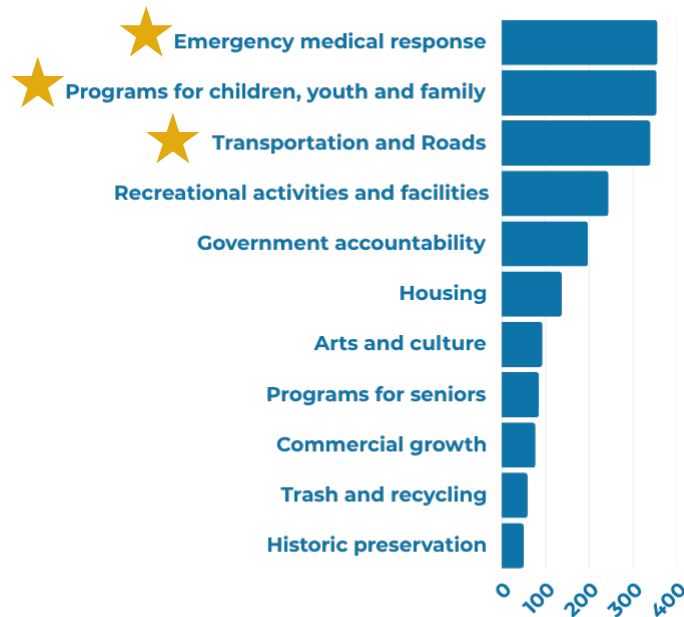 Emergency medical response
Programs for children, youth and family
Transportation and Roads
Recreational activities and facilities
Government accountability
Housing
Arts and culture
Programs for seniors
Commercial growth
Trash and recycling
Historic preservation
0 100 200 300 400